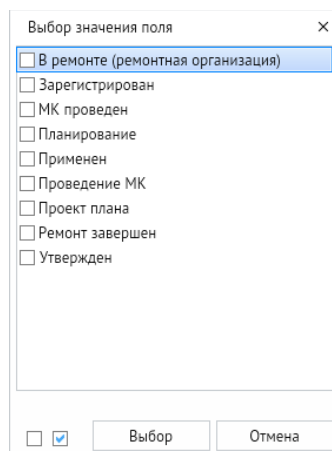 Выбор значения поля
В ремонте (ремонтная организация)
Зарегистрирован
МК проведен
Планирование
Применен
Проведение МК
Проект плана
Ремонт завершен
Утвержден
Выбор Отмена